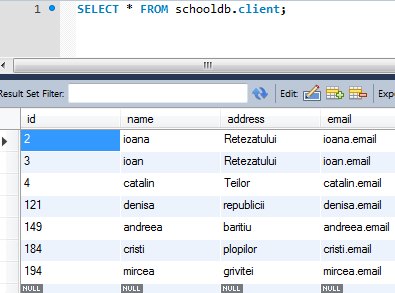 1 SELECT * FROM schooldb.client;
Result Set Filter: Edit: Expo
id name address email
2 ioana Retezatului ioana.email
3 ioan Retezatului ioan.email
4 catalin Teilor catalin.email
121 denisa republicii denisa.email
149 andreea baritiu andreea.email
184 cristi plopilor cristi.email
194 mircea grivitei mircea.email
NULL NULL NULL NULL